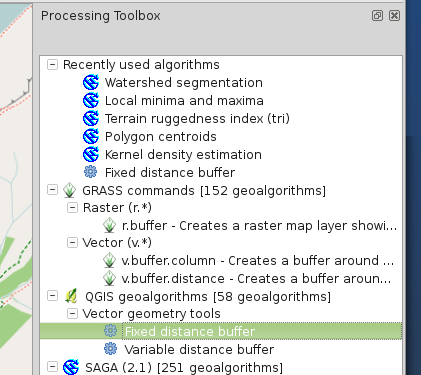 Processing Toolbox
Recently used algorithms
Watershed segmentation
Local minima and maxima
Terrain ruggedness index (tri)
Polygon centroids
Kernel density estimation
Fixed distance buffer
GRASS commands [152 geoalgorithms]
Raster (r.*)
r.buffer - Creates a raster map layer showi...
Vector (v.*)
v.buffer.column - Creates a buffer around ...
v.buffer.distance - Creates a buffer aroun...
QGIS geoalgorithms [58 geoalgorithms]
Vector geometry tools
Fixed distance buffer
Variable distance buffer
SAGA (2.1) [251 geoalgorithms]